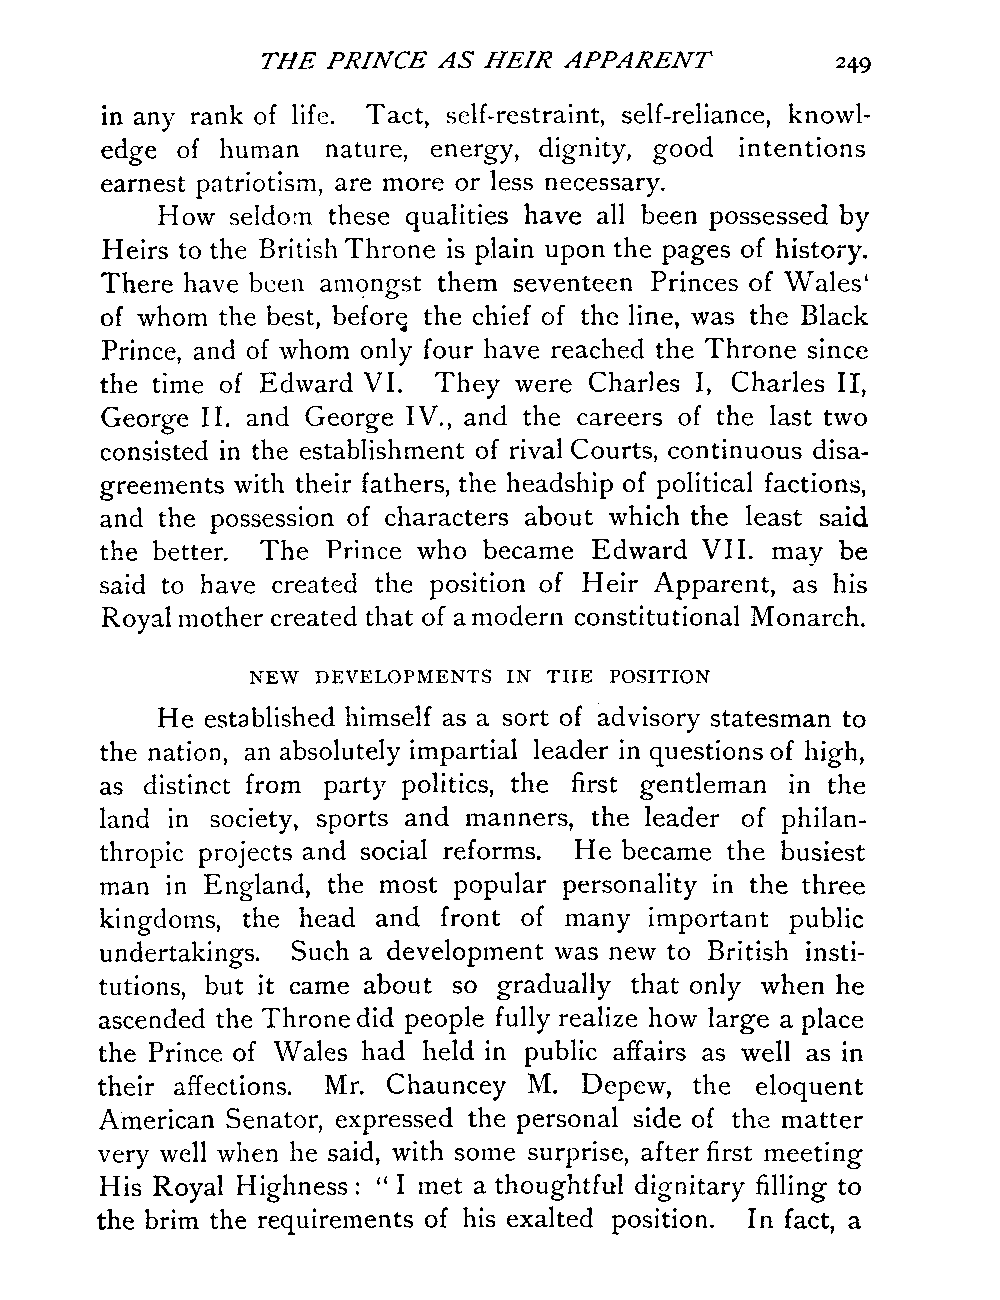 THE PRINCE AS HEIR APPARENT 249
in any rank of life. Tact, self-restraint, self-reliance, knowl-
edge of human nature, energy, dignity, good intentions
earnest patriotism, are more or less necessary.
How seldom these qualities have all been possessed by
Heirs to the British Throne is plain upon the pages of history.
There have been amongst them seventeen Princes of Wales'
of whom the best, before the chief of the line, was the Black
Prince, and of whom only four have reached the Throne since
the time of Edward VI. They were Charles I, Charles II,
George II. and George IV., and the careers of the last two
consisted in the establishment of rival Courts, continuous disa-
greements with their fathers, the headship of political factions,
and the possession of characters about which the least said
the better. The Prince who became Edward VII. may be
said to have created the position of Heir Apparent, as his
Royal mother created that of a modern constitutional Monarch.
NEW DEVELOPMENTS IN THE POSITION
He established himself as a sort of advisory statesman to
the nation, an absolutely impartial leader in questions of high,
as distinct from party politics, the first gentleman in the
land in society, sports and manners, the leader of philan-
thropic projects and social reforms. He became the busiest
man in England, the most popular personality in the three
kingdoms, the head and front of many important public
undertakings. Such a development was new to British insti-
tutions, but it came about so gradually that only when he
ascended the Throne did people fully realize how large a place
the Prince of Wales had held in public affairs as well as in
their affections. Mr. Chauncey M. Depew, the eloquent
American Senator, expressed the personal side of the matter
very well when he said, with some surprise, after first meeting
His Royal Highness: "I met a thoughtful dignitary filling to
the brim the requirements of his exalted position. In fact, a